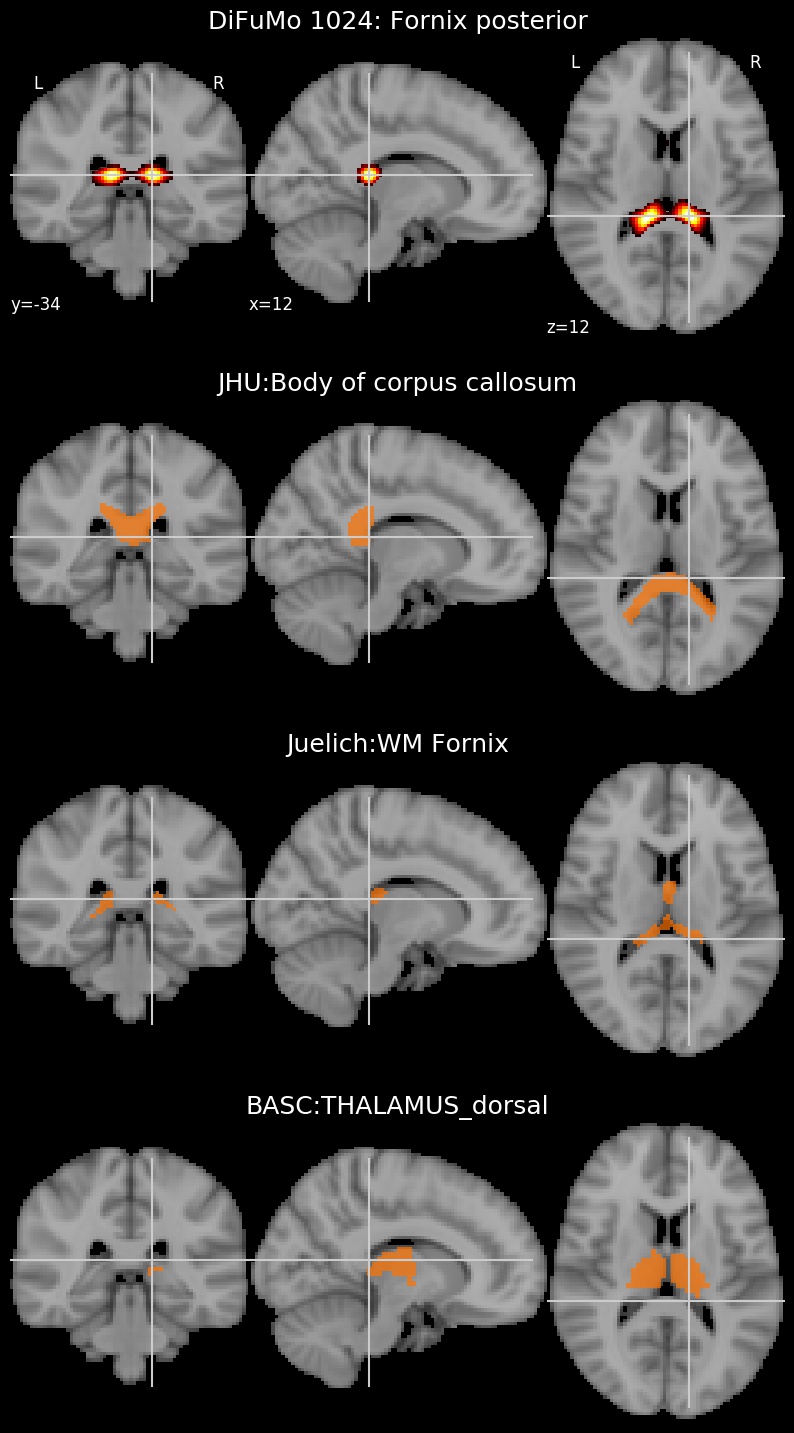 DiFuMo 1024: Fornix posterior
L
R
L
R
y=-34
x=12
z=12
JHU:Body of corpus callosum
Juelich:WM Fornix
BASC:THALAMUS_dorsal